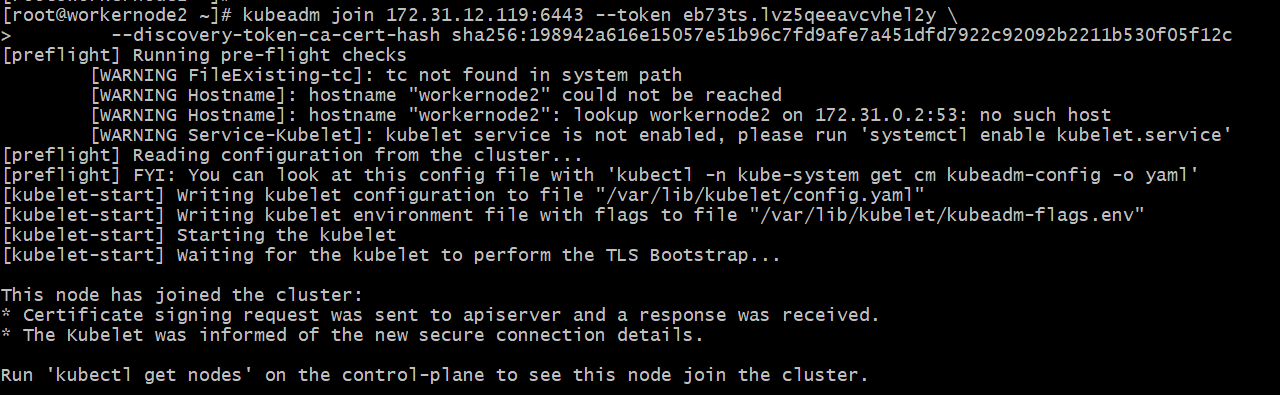 [root@workernode2 ~]# kubeadm join 172.31.12.119:6443 --token eb73ts.lvz5qeeavcvhel2y \
>         --discovery-token-ca-cert-hash sha256:198942a616e15057e51b96c7fd9afe7a451dfd7922c92092b2211b530f05f12c
[preflight] Running pre-flight checks
        [WARNING FileExisting-tc]: tc not found in system path
        [WARNING Hostname]: hostname "workernode2" could not be reached
        [WARNING Hostname]: hostname "workernode2": lookup workernode2 on 172.31.0.2:53: no such host
        [WARNING Service-Kubelet]: kubelet service is not enabled, please run 'systemctl enable kubelet.service'
[preflight] Reading configuration from the cluster...
[preflight] FYI: You can look at this config file with 'kubectl -n kube-system get cm kubeadm-config -o yaml'
[kubelet-start] Writing kubelet configuration to file "/var/lib/kubelet/config.yaml"
[kubelet-start] Writing kubelet environment file with flags to file "/var/lib/kubelet/kubeadm-flags.env"
[kubelet-start] Starting the kubelet
[kubelet-start] Waiting for the kubelet to perform the TLS Bootstrap...

This node has joined the cluster:
* Certificate signing request was sent to apiserver and a response was received.
* The Kubelet was informed of the new secure connection details.

Run 'kubectl get nodes' on the control-plane to see this node join the cluster.